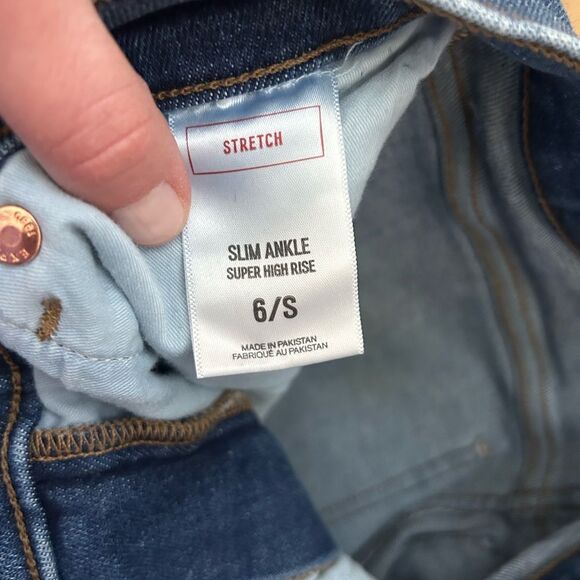 STRETCH
SLIM ANKLE
SUPER HIGH RISE
6/S
MADE IN PAKISTAN
FABRIQUÉ AU PAKISTAN